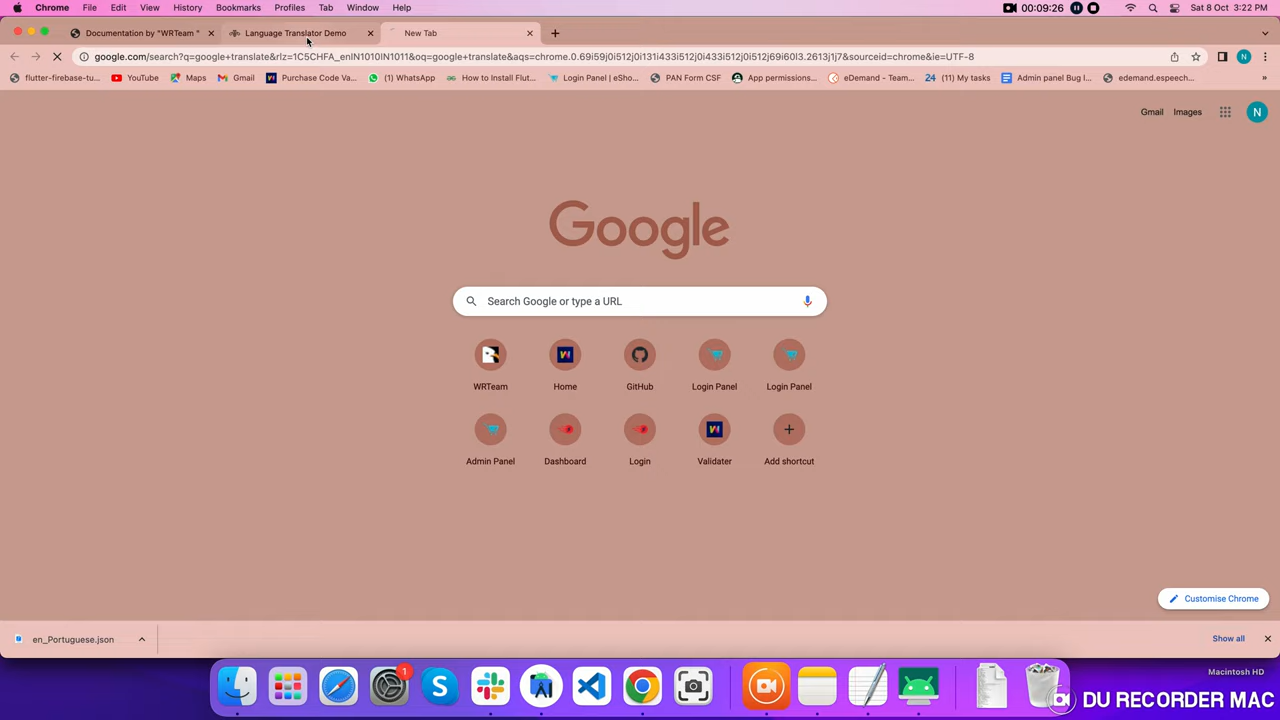 Chrome File Edit View History Bookmarks Profiles Tab Window Help 00:09:26 Sat 8 Apr 3:22 PM
Documentation by "WRTeam " Language Translator Demo New Tab
google.com/search?q=google+translate&rlz=1C5CHFA_enIN1010IN1011&oq=google+translate&aqs=chrome.0.69i59j0i512j0i131i433i512j0i512j0i433i512j0i512j69i60l3.2613j1j7&sourceid=chrome&ie=UTF-8
flutter-firebase-tu... YouTube Maps Gmail Purchase Code Va... (1) WhatsApp How to Install Flut... Login Panel | eSho... PAN Form CSF App permissions... eDemand - Team... 24 (11) My tasks Admin panel Bug l... edemand.espeech... »
Gmail Images N
Google
Search Google or type a URL
WRTeam Home GitHub Login Panel Login Panel
Admin Panel Dashboard Login Validater Add shortcut
Customise Chrome
en_Portuguese.json Show all
Macintosh HD
DU RECORDER MAC